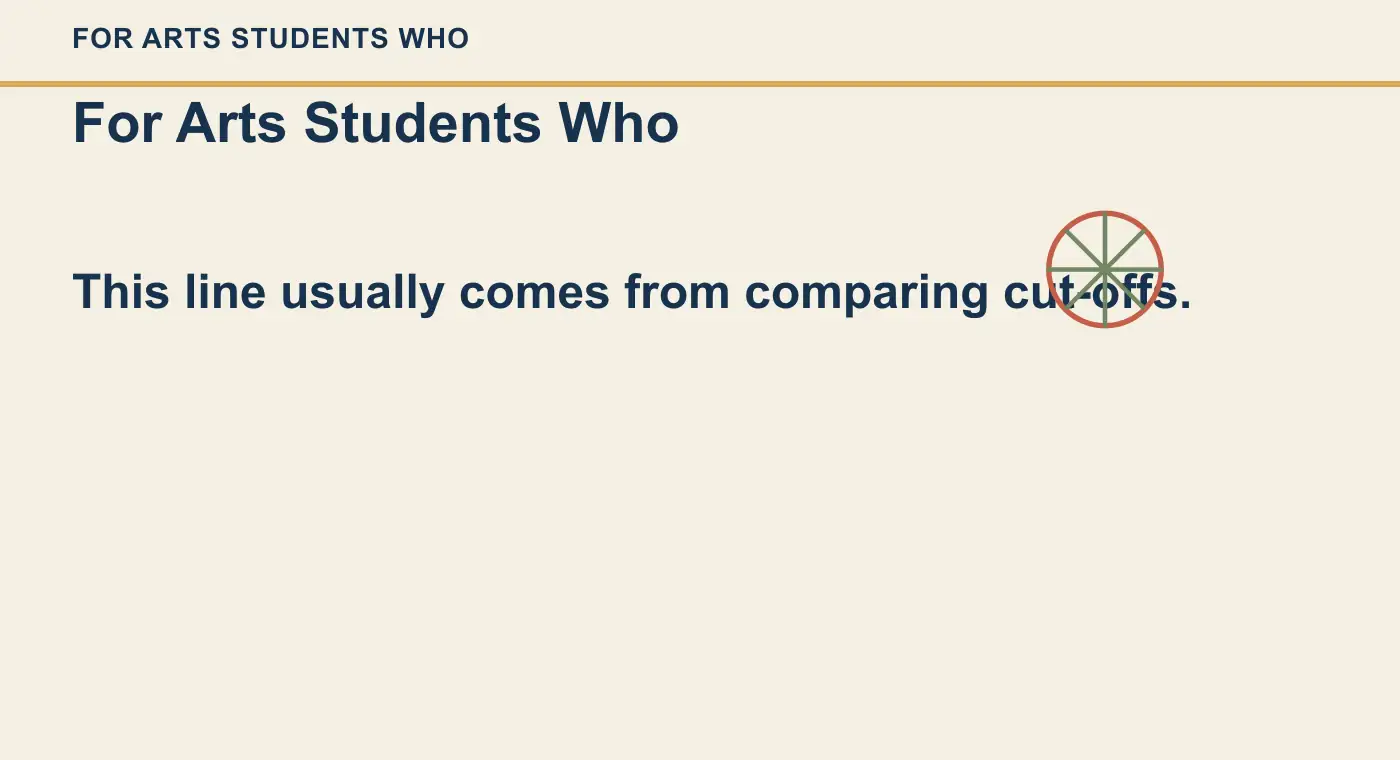 FOR ARTS STUDENTS WHO
For Arts Students Who
This line usually comes from comparing cut-offs.